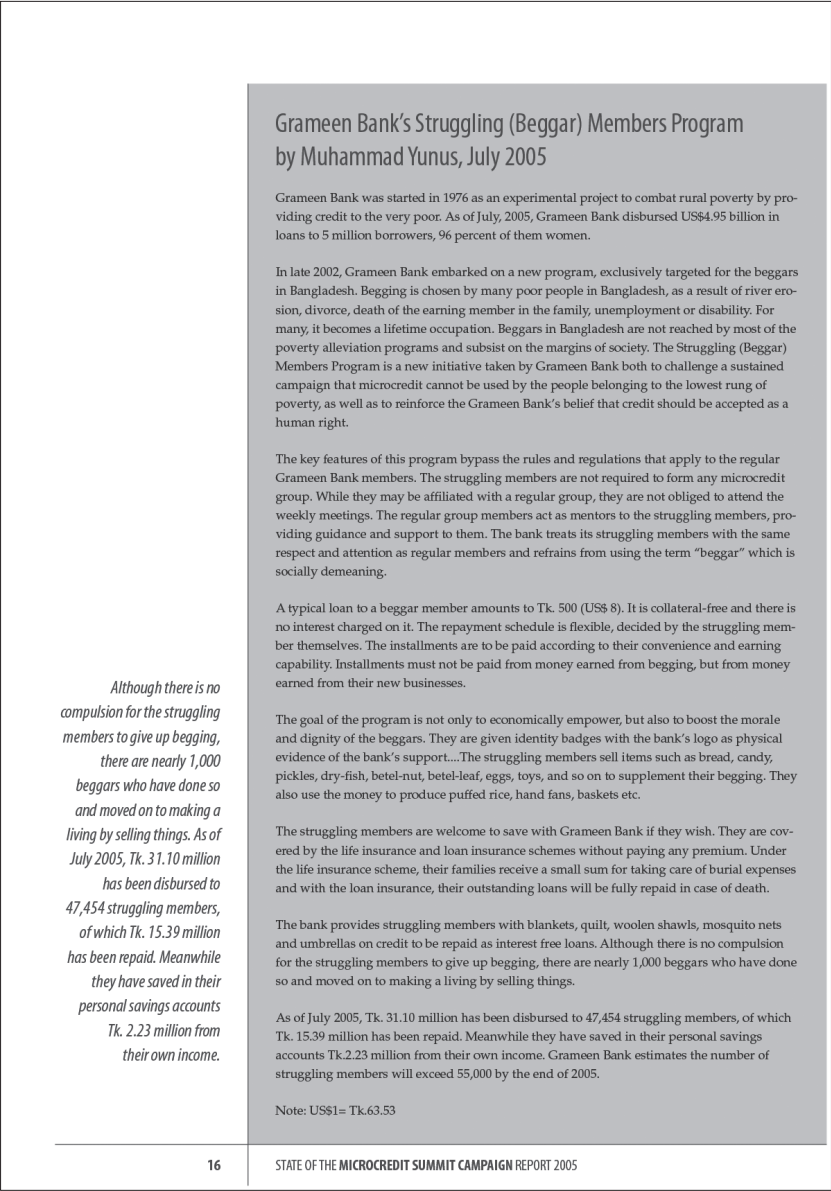 Grameen Bank's Struggling (Beggar) Members Program
by Muhammad Yunus, July 2005
Grameen Bank was started in 1976 as an experimental project to combat rural poverty by pro-
viding credit to the very poor. As of July, 2005, Grameen Bank disbursed US$4.95 billion in
loans to 5 million borrowers, 96 percent of them women.
In late 2002, Grameen Bank embarked on a new program, exclusively targeted for the beggars
in Bangladesh. Begging is chosen by many poor people in Bangladesh, as a result of river ero-
sion, divorce, death of the earning member in the family, unemployment or disability. For
many, it becomes a lifetime occupation. Beggars in Bangladesh are not reached by most of the
poverty alleviation programs and subsist on the margins of society. The Struggling (Beggar)
Members Program is a new initiative taken by Grameen Bank both to challenge a sustained
campaign that microcredit cannot be used by the people belonging to the lowest rung of
poverty, as well as to reinforce the Grameen Bank's belief that credit should be accepted as a
human right.
The key features of this program bypass the rules and regulations that apply to the regular
Grameen Bank members. The struggling members are not required to form any microcredit
group. While they may be affiliated with a regular group, they are not obliged to attend the
weekly meetings. The regular group members act as mentors to the struggling members, pro-
viding guidance and support to them. The bank treats its struggling members with the same
respect and attention as regular members and refrains from using the term "beggar" which is
socially demeaning.
A typical loan to a beggar member amounts to Tk. 500 (US$ 8). It is collateral-free and there is
no interest charged on it. The repayment schedule is flexible, decided by the struggling mem-
ber themselves. The installments are to be paid according to their convenience and earning
capability. Installments must not be paid from money earned from begging, but from money
earned from their new businesses.
The goal of the program is not only to economically empower, but also to boost the morale
and dignity of the beggars. They are given identity badges with the bank's logo as physical
evidence of the bank's support....The struggling members sell items such as bread, candy,
pickles, dry-fish, betel-nut, betel-leaf, eggs, toys, and so on to supplement their begging. They
also use the money to produce puffed rice, hand fans, baskets etc.
The struggling members are welcome to save with Grameen Bank if they wish. They are cov-
ered by the life insurance and loan insurance schemes without paying any premium. Under
the life insurance scheme, their families receive a small sum for taking care of burial expenses
and with the loan insurance, their outstanding loans will be fully repaid in case of death.
The bank provides struggling members with blankets, quilt, woolen shawls, mosquito nets
and umbrellas on credit to be repaid as interest free loans. Although there is no compulsion
for the struggling members to give up begging, there are nearly 1,000 beggars who have done
so and moved on to making a living by selling things.
As of July 2005, Tk. 31.10 million has been disbursed to 47,454 struggling members, of which
Tk. 15.39 million has been repaid. Meanwhile they have saved in their personal savings
accounts Tk.2.23 million from their own income. Grameen Bank estimates the number of
struggling members will exceed 55,000 by the end of 2005.
Note: US$1= Tk.63.53
Although there is no
compulsion for the struggling
members to give up begging,
there are nearly 1,000
beggars who have done so
and moved on to making a
living by selling things. As of
July 2005, Tk. 31.10 million
has been disbursed to
47,454 struggling members,
of which Tk. 15.39 million
has been repaid. Meanwhile
they have saved in their
personal savings accounts
Tk. 2.23 million from
their own income.
16
STATE OF THE MICROCREDIT SUMMIT CAMPAIGN REPORT 2005